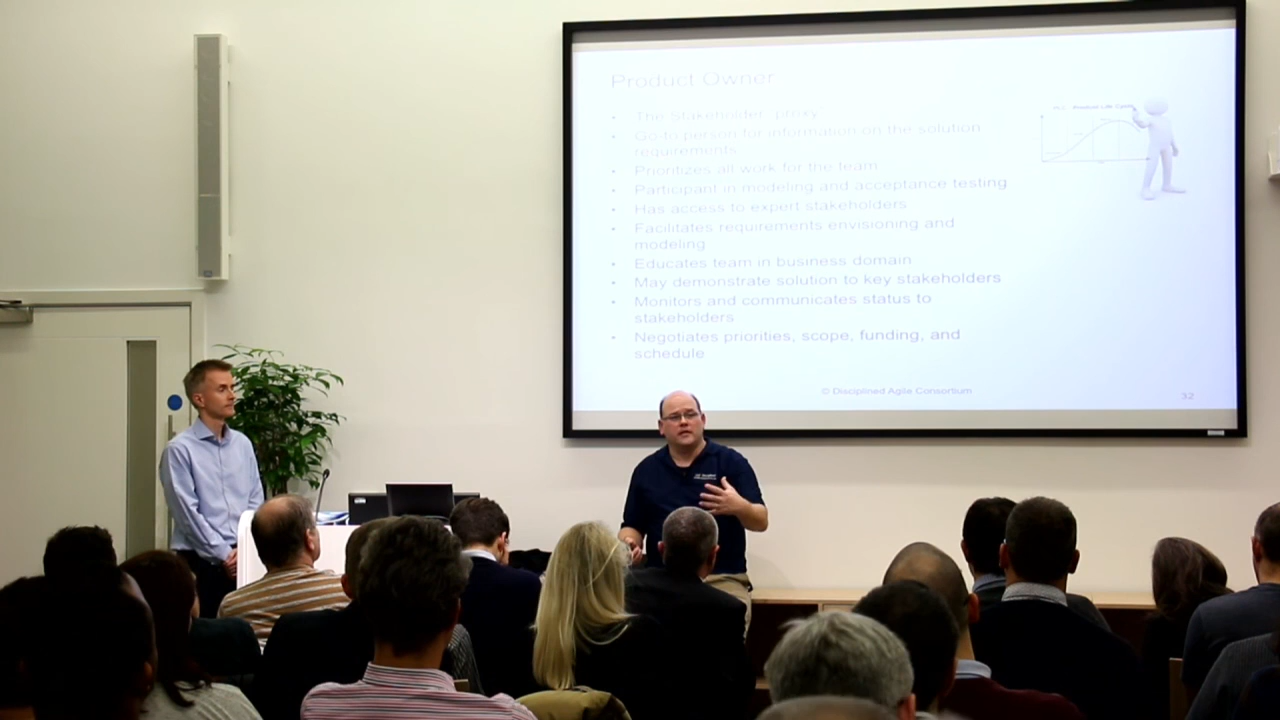 Product Owner
• The Stakeholder "proxy"
• Go-to person for information on the solution
requirements
• Prioritizes all work for the team
• Participant in modeling and acceptance testing
• Has access to expert stakeholders
• Facilitates requirements envisioning and
modeling
• Educates team in business domain
• May demonstrate solution to key stakeholders
• Monitors and communicates status to
stakeholders
• Negotiates priorities, scope, funding, and
schedule
Product Life Cycle
© Disciplined Agile Consortium
32